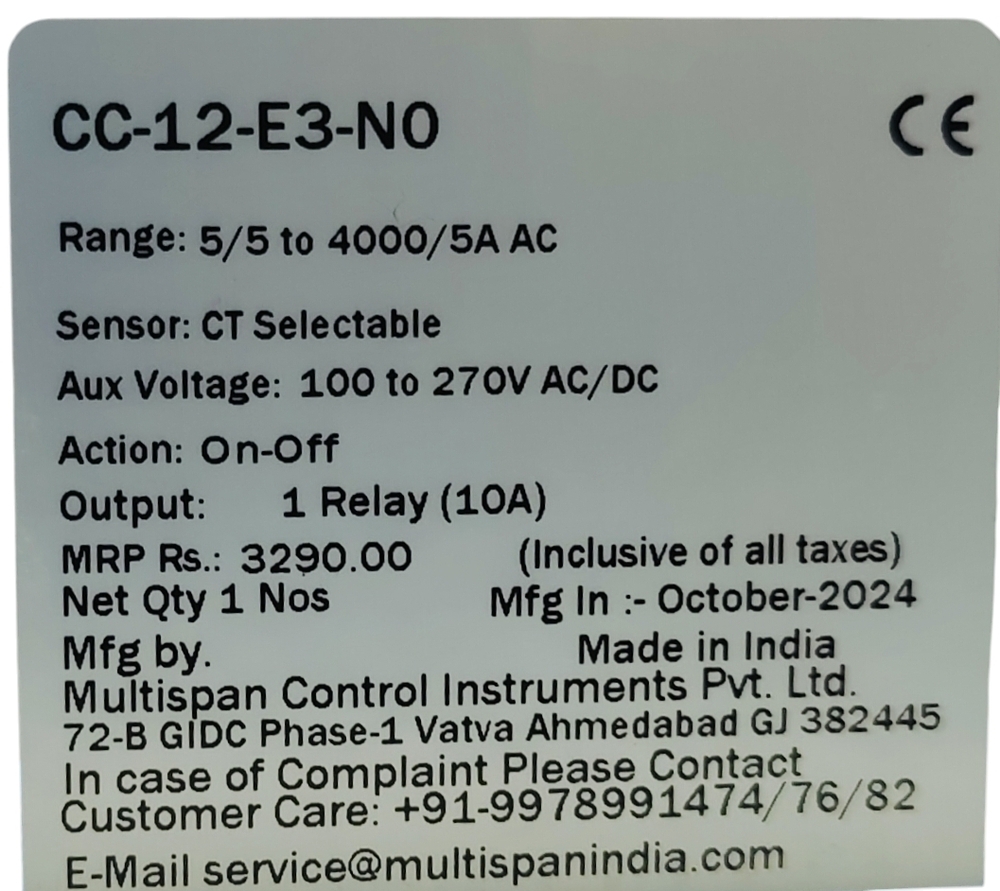 CC-12-E3-N0 CE
Range: 5/5 to 4000/5A AC
Sensor: CT Selectable
Aux Voltage: 100 to 270V AC/DC
Action: On-Off
Output: 1 Relay (10A)
MRP Rs.: 3290.00 (Inclusive of all taxes)
Net Qty 1 Nos Mfg In :- October-2024
Mfg by. Made in India
Multispan Control Instruments Pvt. Ltd.
72-B GIDC Phase-1 Vatva Ahmedabad GJ 382445
In case of Complaint Please Contact
Customer Care: +91-9978991474/76/82
E-Mail service@multispanindia.com